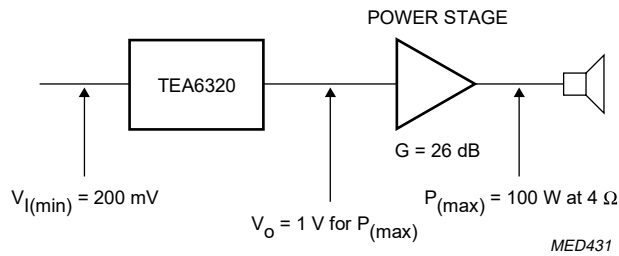 POWER STAGE
TEA6320
G = 26 dB
V_I(min) = 200 mV
V_o = 1 V for P_(max)
P_(max) = 100 W at 4 Ω
MED431